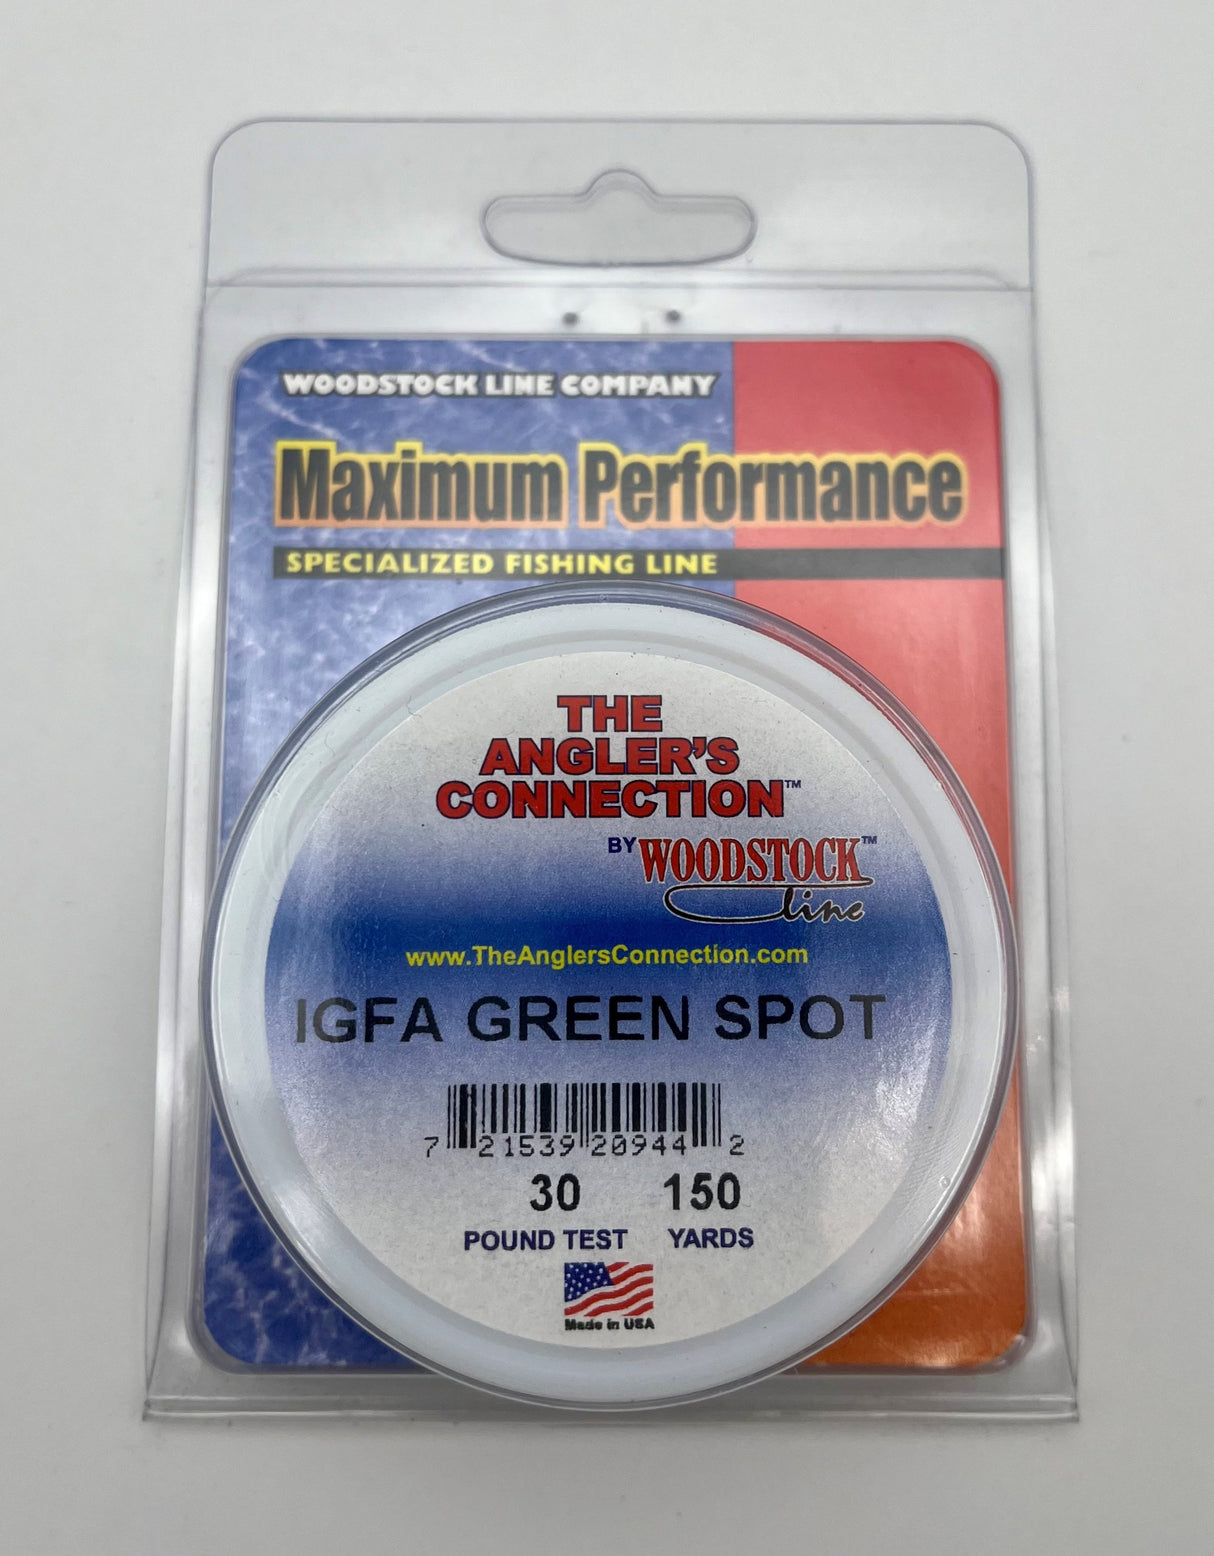 WOODSTOCK LINE COMPANY
Maximum Performance
SPECIALIZED FISHING LINE
THE
ANGLER'S
CONNECTION™
BY WOODSTOCK™
line
www.TheAnglersConnection.com
IGFA GREEN SPOT
7 21539 20944 2
30 150
POUND TEST YARDS
Made in USA